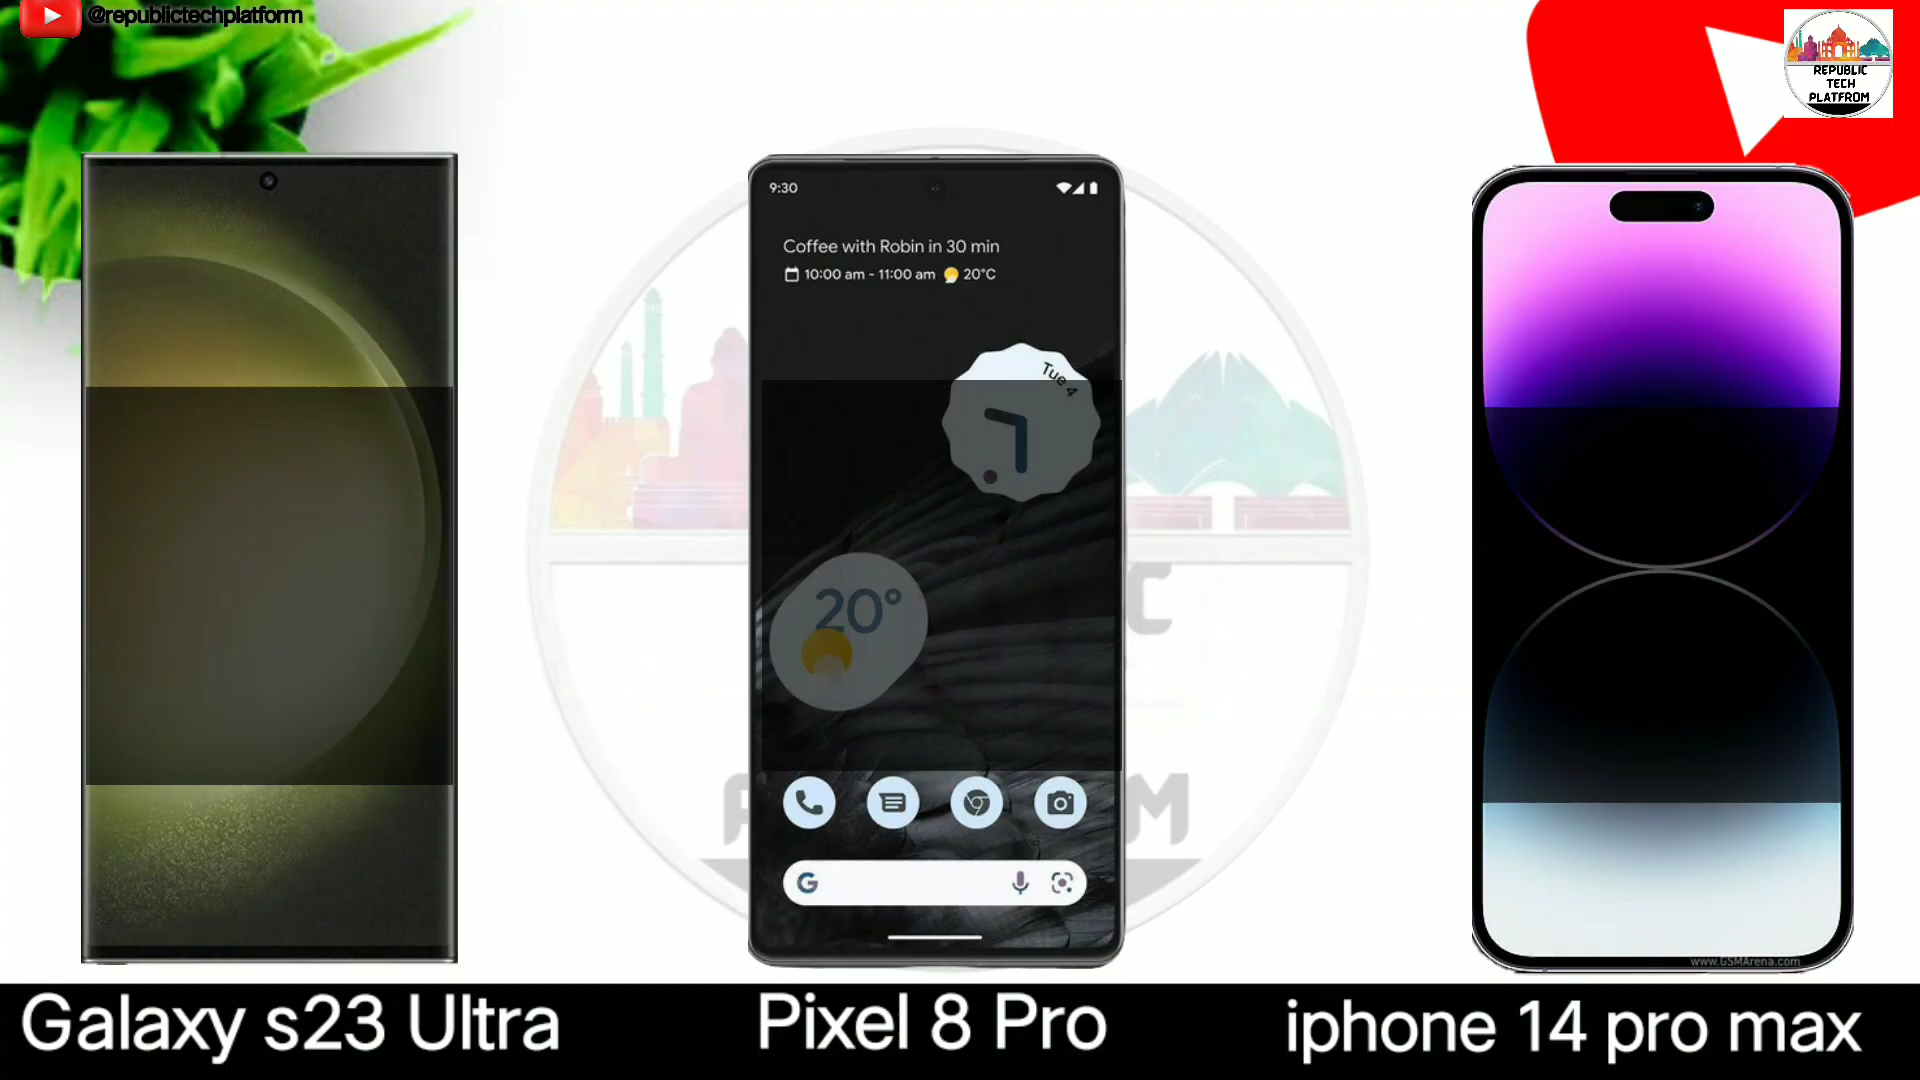 @republictechplatform
REPUBLIC
TECH
PLATFROM
9:30
Coffee with Robin in 30 min
10:00 am - 11:00 am 20°C
Tue 4
20°
C
M
www.GSMArena.com
Galaxy s23 Ultra
Pixel 8 Pro
iphone 14 pro max